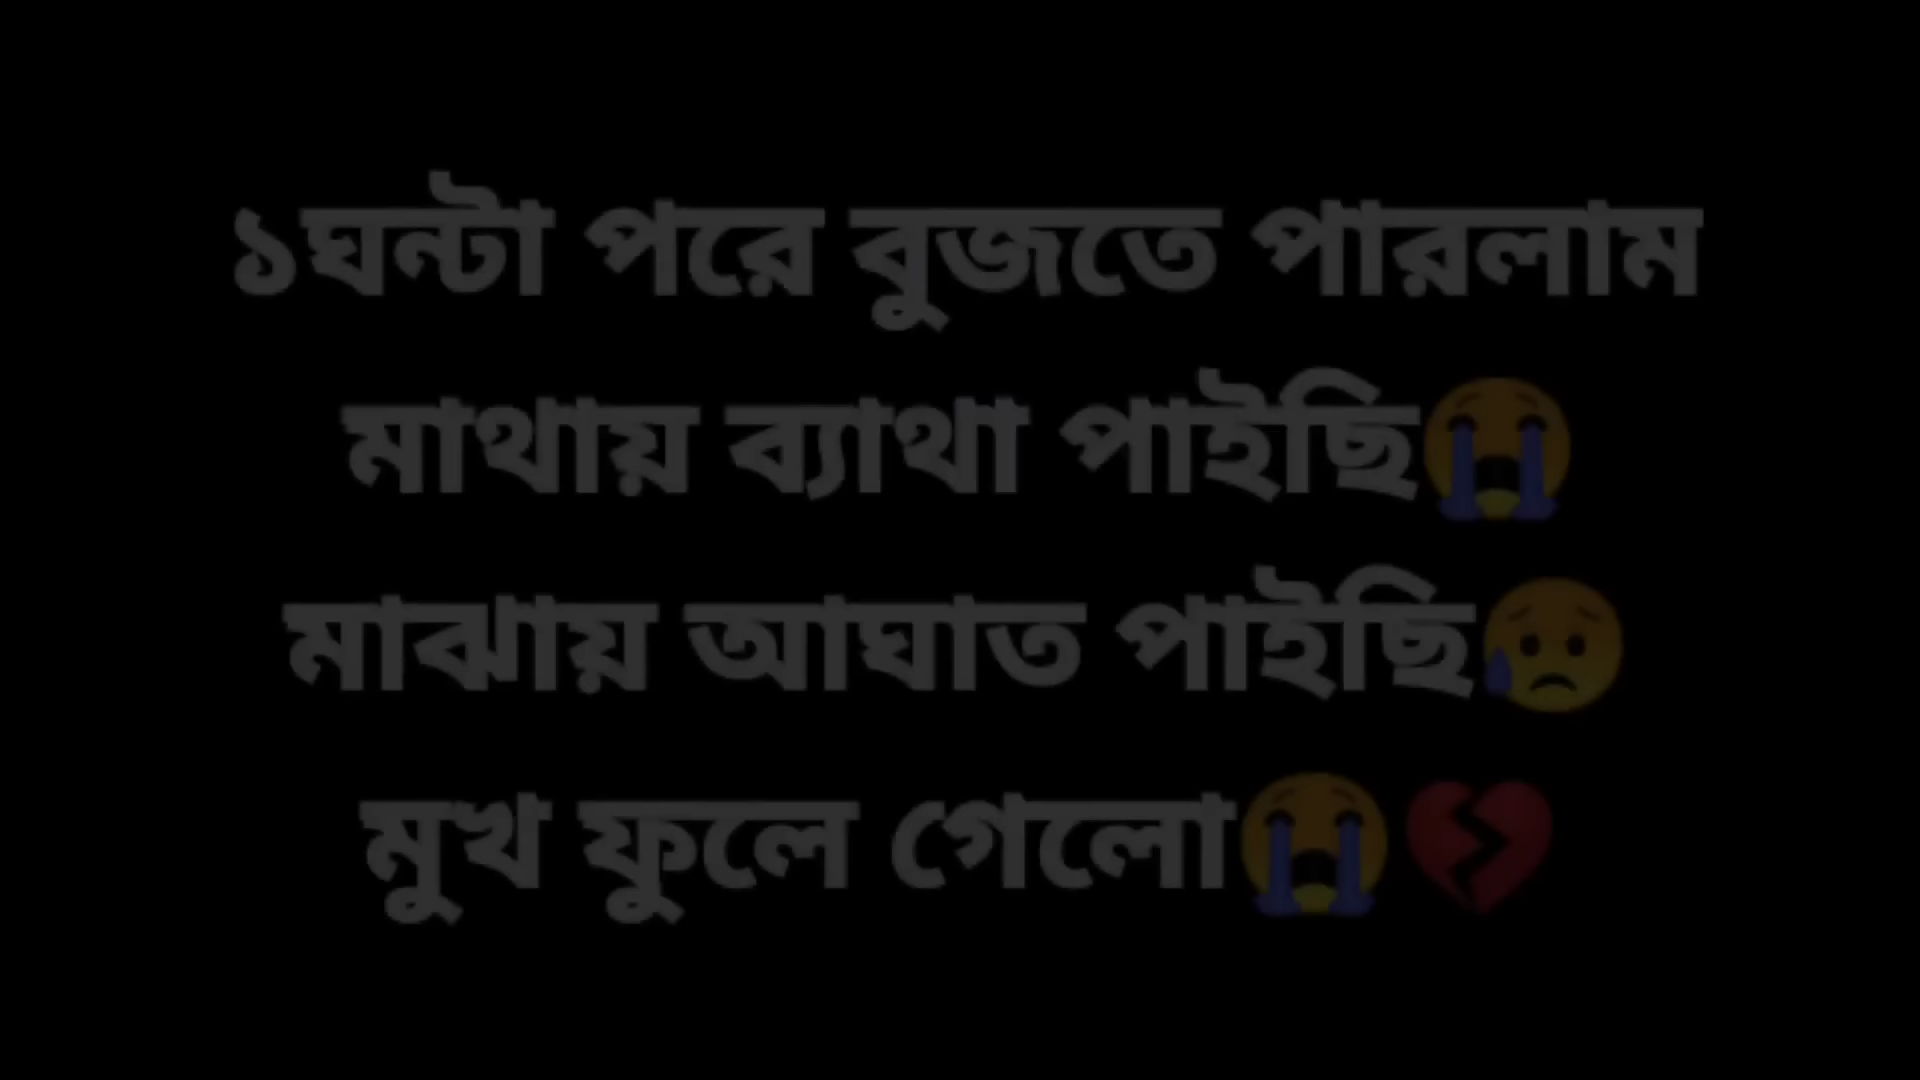 ১ঘন্টা পরে বুজতে পারলাম
মাথায় ব্যাথা পাইছি😭
মাঝায় আঘাত পাইছি😥
মুখ ফুলে গেলো😭💔